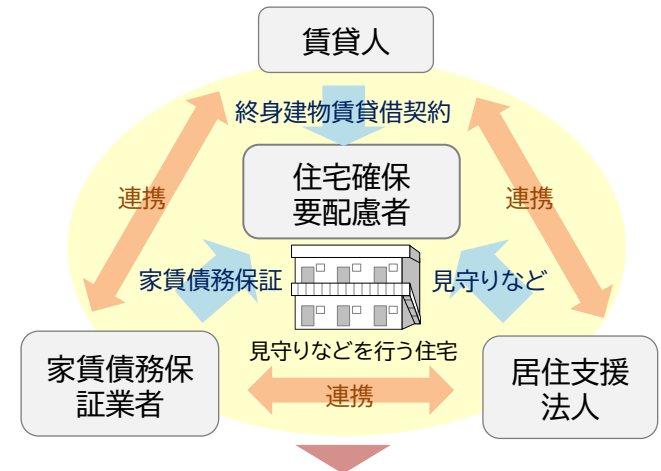 賃貸人
終身建物賃貸借契約
住宅確保
要配慮者
連携
連携
家賃債務保証
見守りなど
見守りなどを行う住宅
家賃債務保
証業者
連携
居住支援
法人